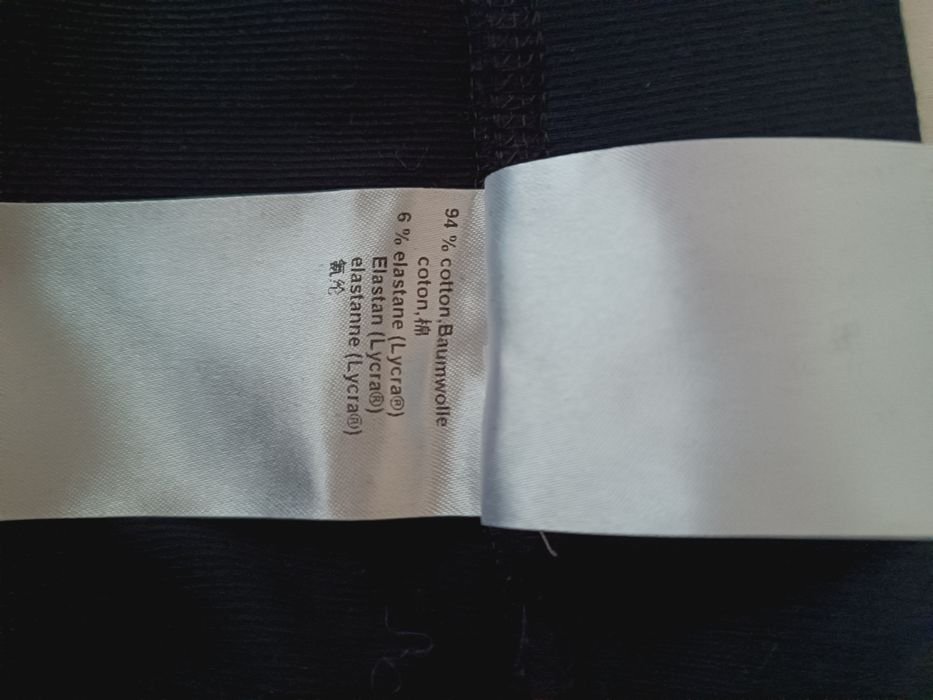 94 % cotton,Baumwolle
coton,棉
6 % elastane (Lycra®)
Elastan (Lycra®)
elastanne (Lycra®)
氨纶